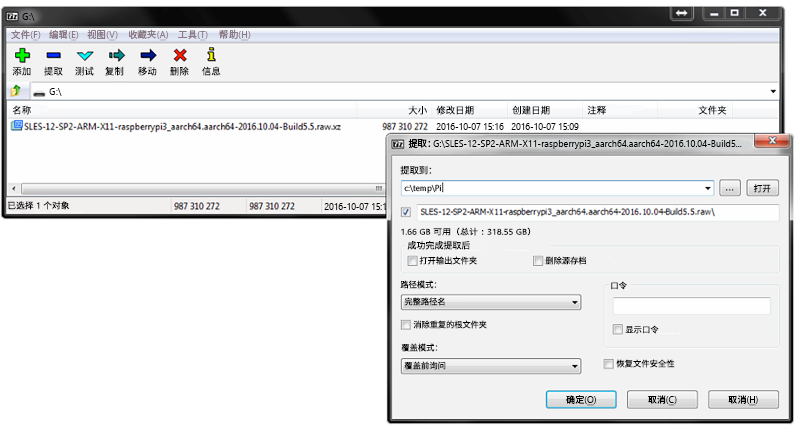 G:\
文件(F) 编辑(E) 视图(V) 收藏夹(A) 工具(T) 帮助(H)
添加 提取 测试 复制 移动 删除 信息
G:\
名称 大小 修改日期 创建日期 注释 文件夹
SLES-12-SP2-ARM-X11-raspberrypi3_aarch64.aarch64-2016.10.04-Build5.5.raw.xz 987 310 272 2016-10-07 15:16 2016-10-07 15:09
已选择 1 个对象 987 310 272 987 310 272 2016-10-07 15:1
提取: G:\SLES-12-SP2-ARM-X11-raspberrypi3_aarch64.aarch64-2016.10.04-Build5.5...
提取到:
c:\temp\Pi
... 打开
SLES-12-SP2-ARM-X11-raspberrypi3_aarch64.aarch64-2016.10.04-Build5.5.raw\
1.66 GB 可用（总计：318.55 GB）
成功完成提取后
打开输出文件夹 删除源存档
路径模式: 口令
完整路径名
消除重复的根文件夹 显示口令
覆盖模式:
覆盖前询问 恢复文件安全性
确定(O) 取消(C) 取消(H)